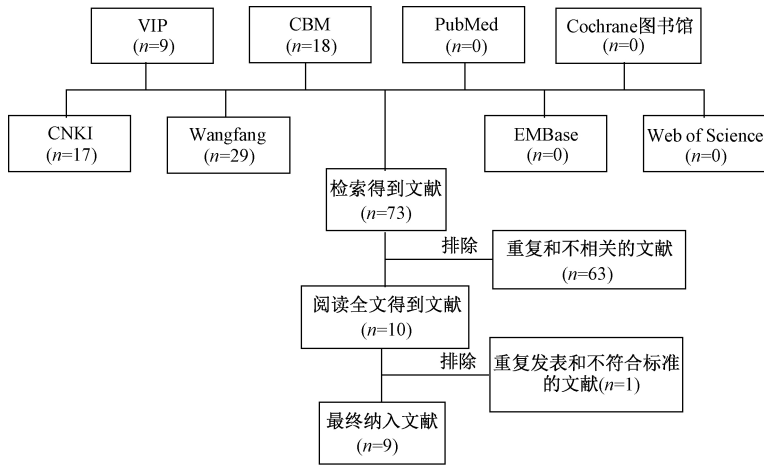 VIP
(n=9)
CBM
(n=18)
PubMed
(n=0)
Cochrane图书馆
(n=0)
CNKI
(n=17)
Wangfang
(n=29)
EMBase
(n=0)
Web of Science
(n=0)
检索得到文献
(n=73)
排除
重复和不相关的文献
(n=63)
阅读全文得到文献
(n=10)
排除
重复发表和不符合标准
的文献(n=1)
最终纳入文献
(n=9)